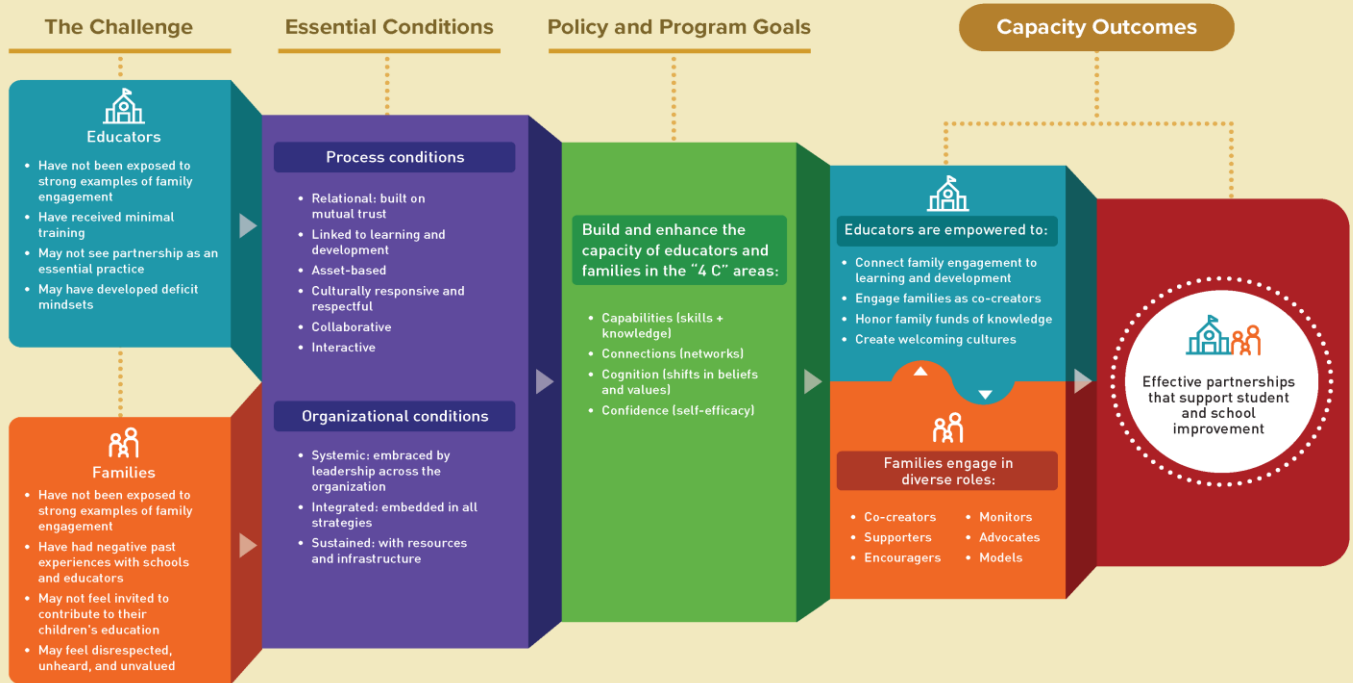 The Challenge
Educators
• Have not been exposed to
strong examples of family
engagement
• Have received minimal
training
• May not see partnership as an
essential practice
• May have developed deficit
mindsets
Families
• Have not been exposed to
strong examples of family
engagement
• Have had negative past
experiences with schools
and educators
• May not feel invited to
contribute to their
children's education
• May feel disrespected,
unheard, and unvalued
Essential Conditions
Process conditions
• Relational: built on
mutual trust
• Linked to learning and
development
• Asset-based
• Culturally responsive and
respectful
• Collaborative
• Interactive
Organizational conditions
• Systemic: embraced by
leadership across the
organization
• Integrated: embedded in all
strategies
• Sustained: with resources
and infrastructure
Policy and Program Goals
Build and enhance the
capacity of educators and
families in the "4 C" areas:
• Capabilities (skills +
knowledge)
• Connections (networks)
• Cognition (shifts in beliefs
and values)
• Confidence (self-efficacy)
Capacity Outcomes
Educators are empowered to:
• Connect family engagement to
learning and development
• Engage families as co-creators
• Honor family funds of knowledge
• Create welcoming cultures
Families engage in
diverse roles:
• Co-creators
• Supporters
• Encouragers
• Monitors
• Advocates
• Models
Effective partnerships
that support student
and school
improvement